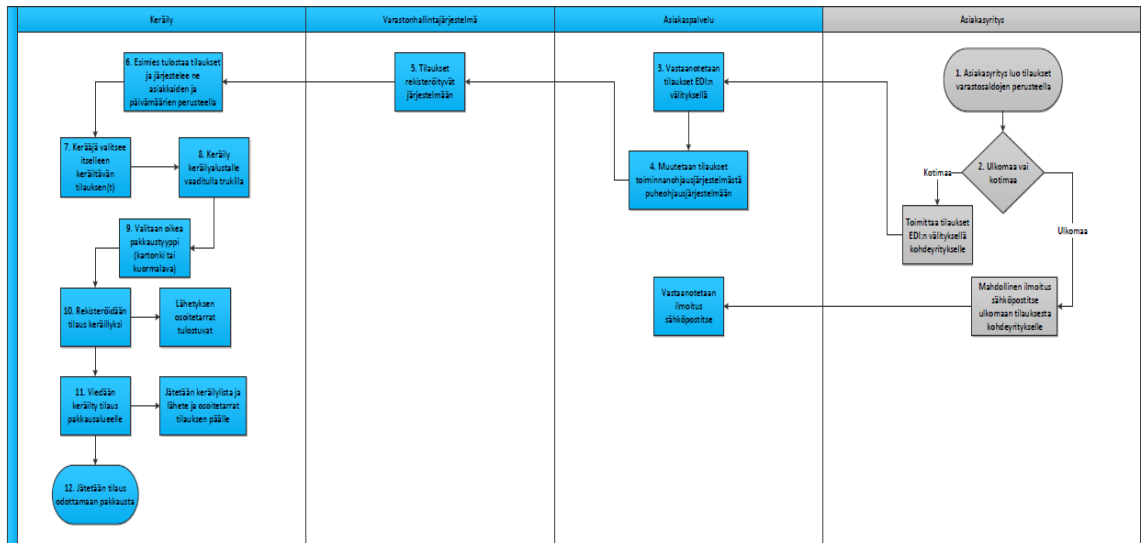 Keräily
Varastonhallintajärjestelmä
Asiakaspalvelu
Asiakasyritys
6. Esimies tulostaa tilaukset
ja järjestelee ne
asiakkaiden ja
päivämäärien perusteella
5. Tilaukset
rekisteröityvät
järjestelmään
3. Vastaanotetaan
tilaukset EDI:n
välityksellä
1. Asiakasyritys luo tilaukset
varastosaldojen perusteella
7. Kerääjä valitsee
itselleen
keräiltävän
tilauksen(t)
8. Keräily
keräilyalustalle
vaaditulla trukilla
4. Muutetaan tilaukset
toiminnanohjausjärjestelmästä
puheohjausjärjestelmään
2. Ulkomaa vai
kotimaa
Kotimaa
Ulkomaa
Toimittaa tilaukset
EDI:n välityksellä
kohdeyritykselle
9. Valitaan oikea
pakkaustyyppi
(kartonki tai
kuormalava)
10. Rekisteröidään
tilaus keräillyksi
Lähetyksen
osoitetarrat
tulostuvat
Vastaanotetaan
ilmoitus
sähköpostitse
Mahdollinen ilmoitus
sähköpostitse
ulkomaan tilauksesta
kohdeyritykselle
11. Viedään
keräilty tilaus
pakkausalueelle
Jätetään keräilylista ja
lähete ja osoitetarrat
tilauksen päälle
12. Jätetään tilaus
odottamaan pakkausta